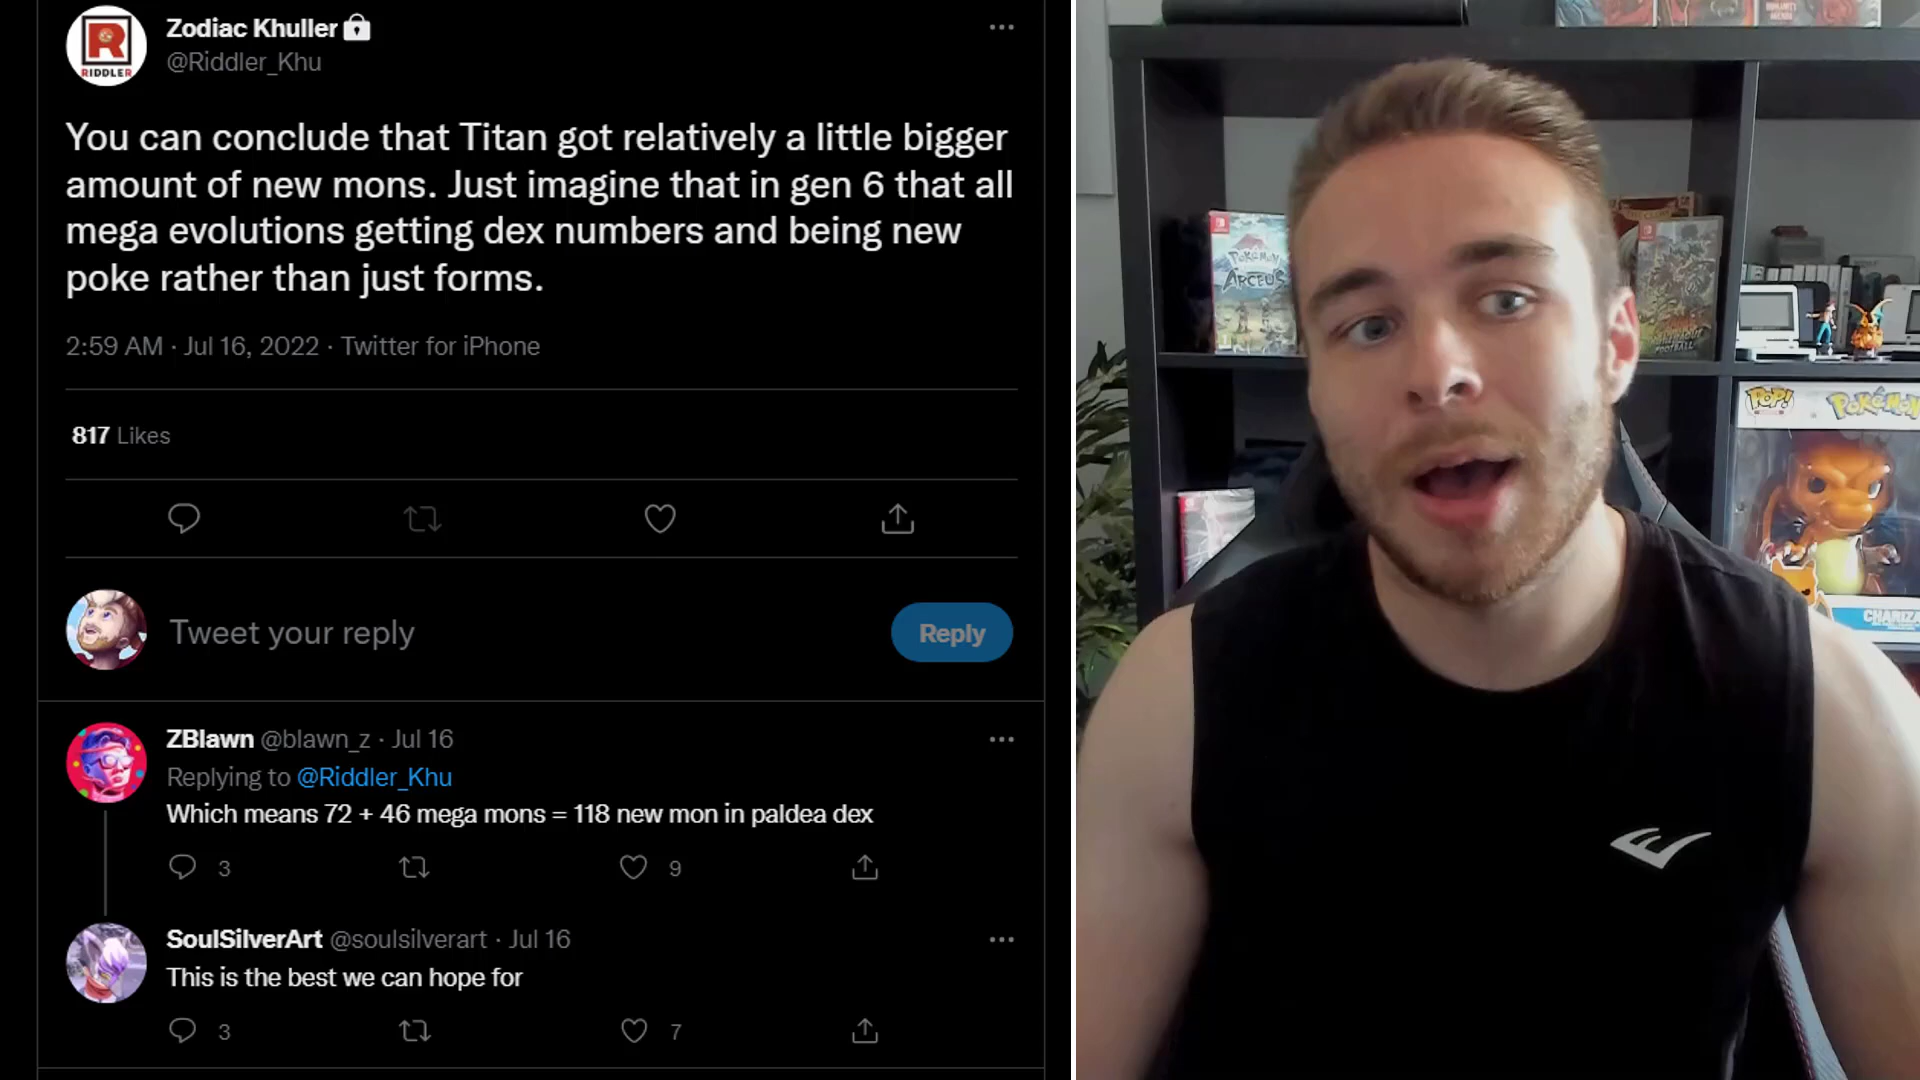 Zodiac Khuller
@Riddler_Khu
RIDDLER
You can conclude that Titan got relatively a little bigger
amount of new mons. Just imagine that in gen 6 that all
mega evolutions getting dex numbers and being new
poke rather than just forms.
2:59 AM · Jul 16, 2022 · Twitter for iPhone
817 Likes
Tweet your reply
Reply
ZBlawn @blawn_z · Jul 16
Replying to @Riddler_Khu
Which means 72 + 46 mega mons = 118 new mon in paldea dex
3
9
SoulSilverArt @soulsilverart · Jul 16
This is the best we can hope for
3
7
POKÉMON
ARCEUS
FOOTBALL
POP!
POKÉMON
CHARIZA